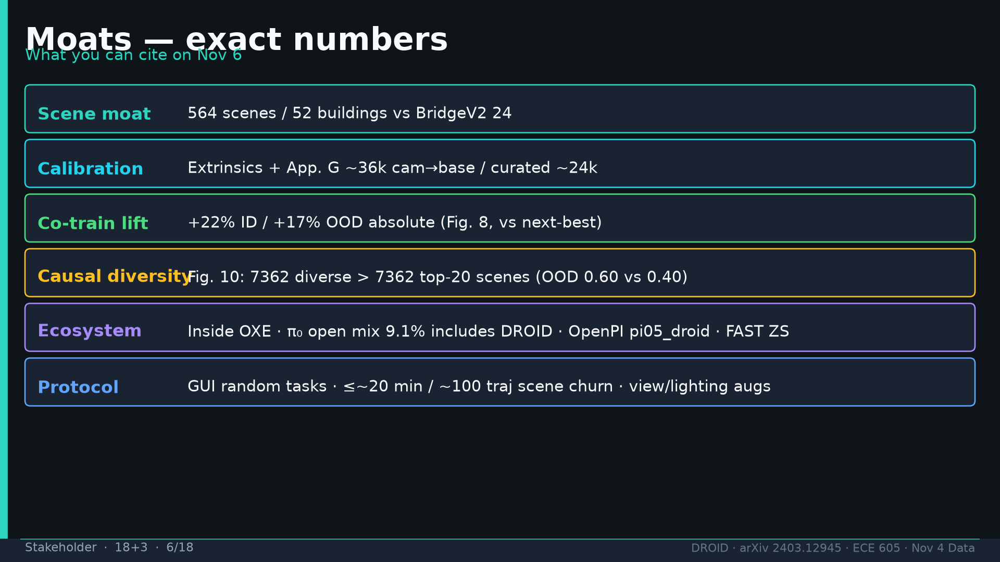 Moats — exact numbers
What you can cite on Nov 6
Scene moat 564 scenes / 52 buildings vs BridgeV2 24
Calibration Extrinsics + App. G ~36k cam→base / curated ~24k
Co-train lift +22% ID / +17% OOD absolute (Fig. 8, vs next-best)
Causal diversity Fig. 10: 7362 diverse > 7362 top-20 scenes (OOD 0.60 vs 0.40)
Ecosystem Inside OXE · π₀ open mix 9.1% includes DROID · OpenPI pi05_droid · FAST ZS
Protocol GUI random tasks · ≤~20 min / ~100 traj scene churn · view/lighting augs
Stakeholder · 18+3 · 6/18
DROID · arXiv 2403.12945 · ECE 605 · Nov 4 Data